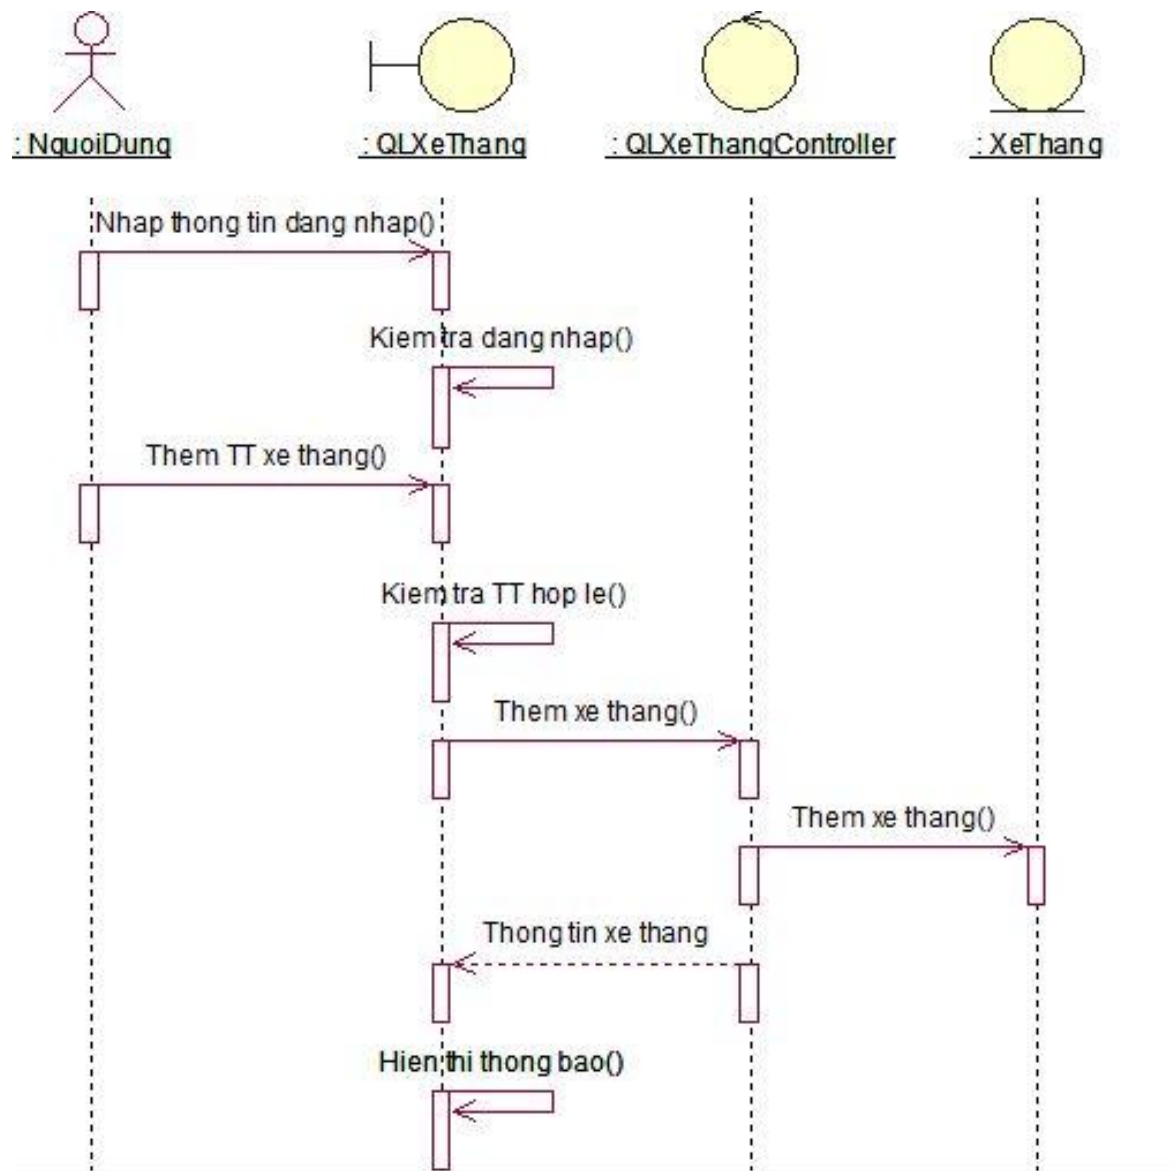 : NguoiDung
: QLXeThang
: QLXeThangController
: XeThang
Nhap thong tin dang nhap()
Kiem tra dang nhap()
Them TT xe thang()
Kiem tra TT hop le()
Them xe thang()
Them xe thang()
Thong tin xe thang
Hien thi thong bao()